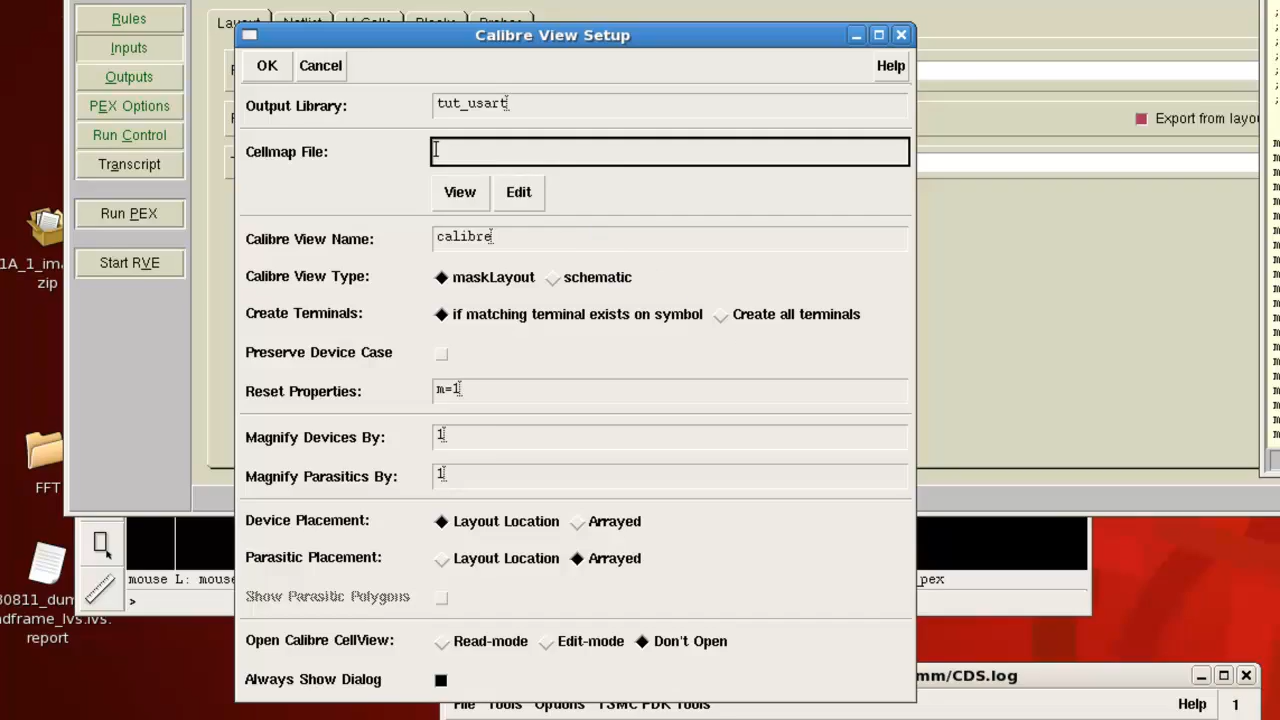 Rules
Inputs
Outputs
PEX Options
Run Control
Transcript
Run PEX
Start RVE
Calibre View Setup
OK
Cancel
Help
Output Library:
tut_usart
Cellmap File:
View
Edit
Calibre View Name:
calibre
Calibre View Type:
maskLayout
schematic
Create Terminals:
if matching terminal exists on symbol
Create all terminals
Preserve Device Case
Reset Properties:
m=1
Magnify Devices By:
1
Magnify Parasitics By:
1
Device Placement:
Layout Location
Arrayed
Parasitic Placement:
Layout Location
Arrayed
Show Parasitic Polygons
Open Calibre CellView:
Read-mode
Edit-mode
Don't Open
Always Show Dialog
Export from layou
1A_1_ima
zip
FFT
30811_dum
adframe_lvs.lvs.
report
mouse L: mouse
>
_pex
mm/CDS.log
File Tools Options TSMC PDK Tools
Help
1